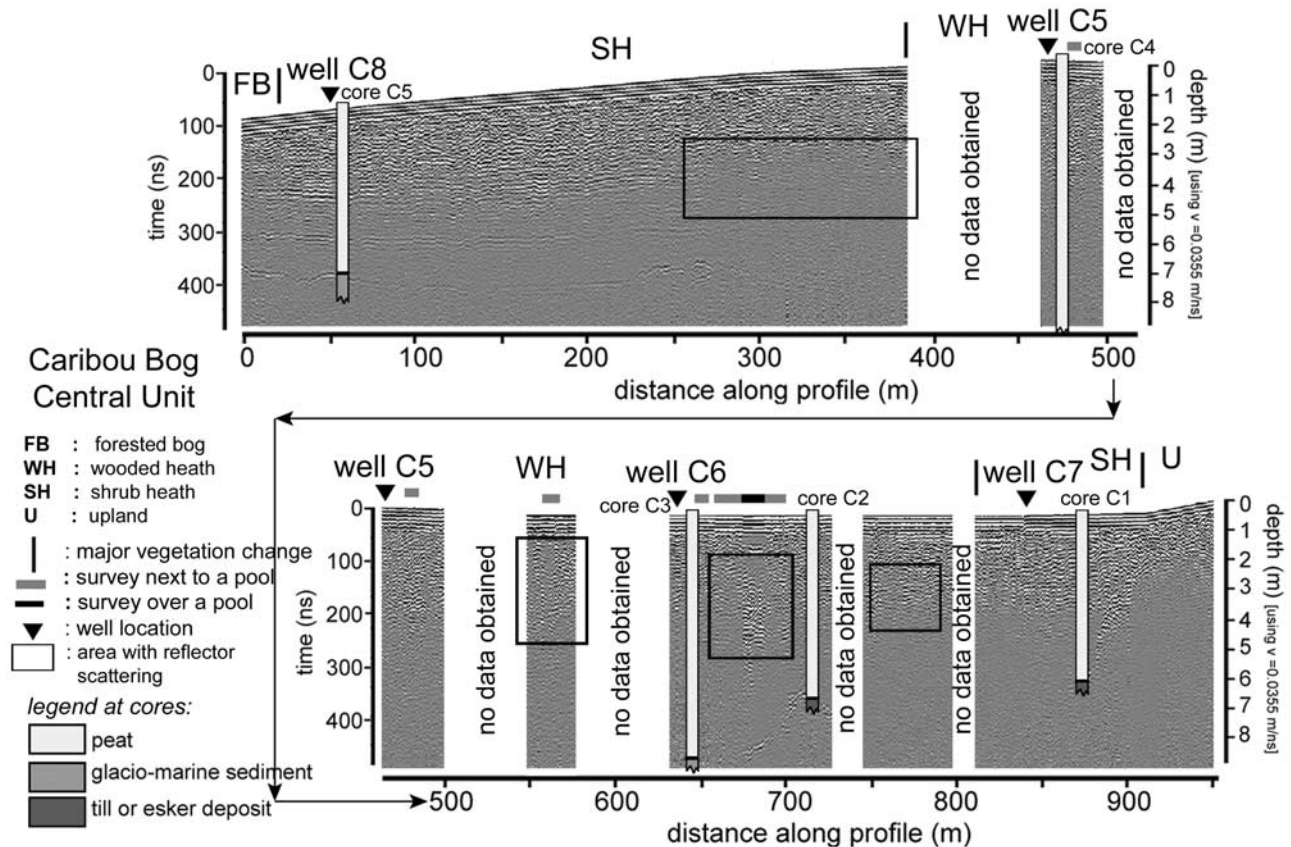 SH
WH
well C5
core C4
FB
well C8
core C5
0
100
200
300
400
time (ns)
no data obtained
no data obtained
0
1
2
3
4
5
6
7
8
depth (m) [using v =0.0355 m/ns]
0
100
200
300
400
500
distance along profile (m)
Caribou Bog
Central Unit
FB : forested bog
WH : wooded heath
SH : shrub heath
U : upland
: major vegetation change
: survey next to a pool
: survey over a pool
: well location
: area with reflector
scattering
legend at cores:
peat
glacio-marine sediment
till or esker deposit
well C5
WH
well C6
core C3
core C2
well C7
SH
U
core C1
0
100
200
300
400
time (ns)
no data obtained
no data obtained
no data obtained
no data obtained
0
1
2
3
4
5
6
7
8
depth (m) [using v =0.0355 m/ns]
500
600
700
800
900
distance along profile (m)